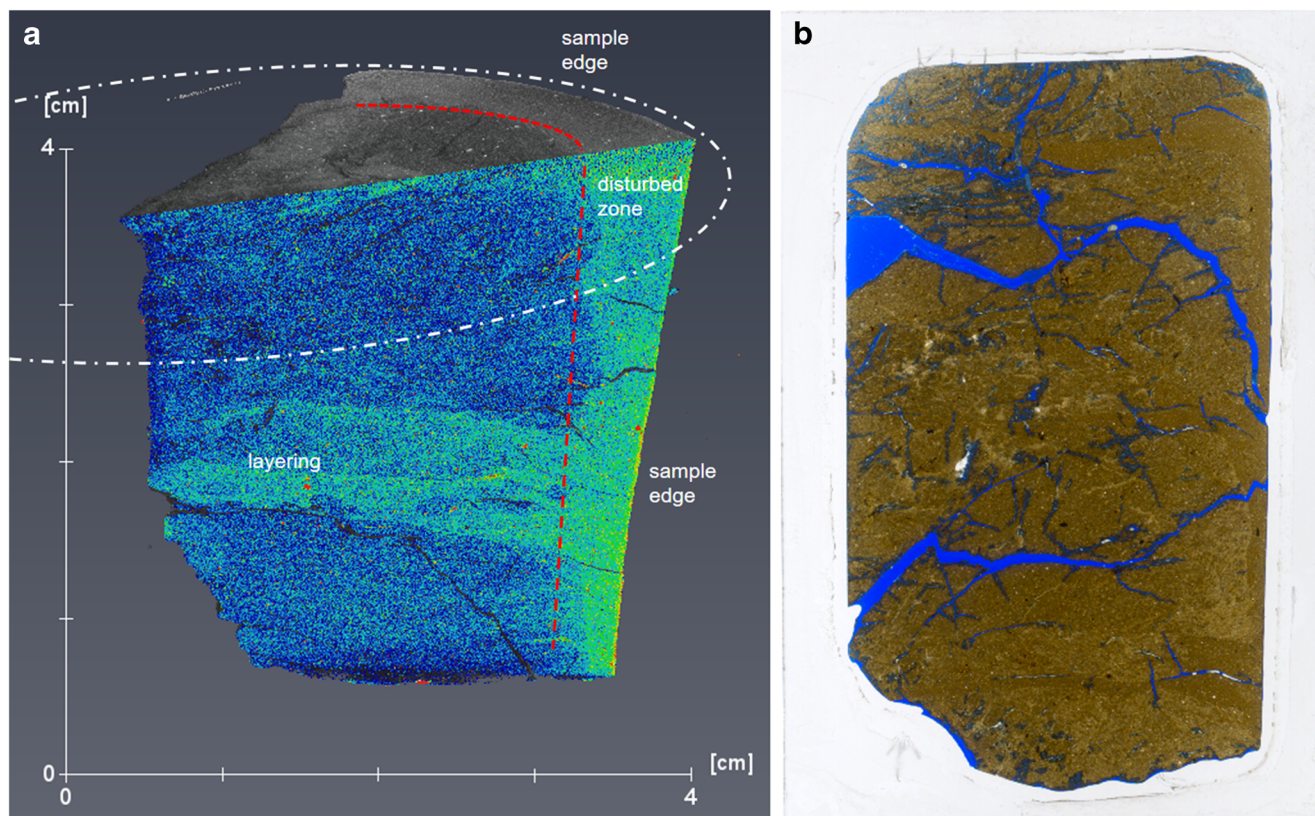 a
sample
edge
[cm]
4
disturbed
zone
layering
sample
edge
0
[cm]
0
4
b